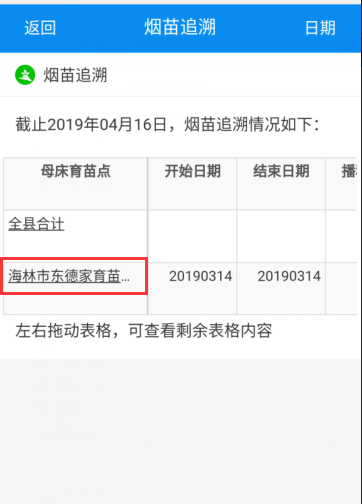 返回 烟苗追溯 日期
烟苗追溯
截止2019年04月16日，烟苗追溯情况如下：
母床育苗点 开始日期 结束日期 播
全县合计
海林市东德家育苗... 20190314 20190314
左右拖动表格，可查看剩余表格内容